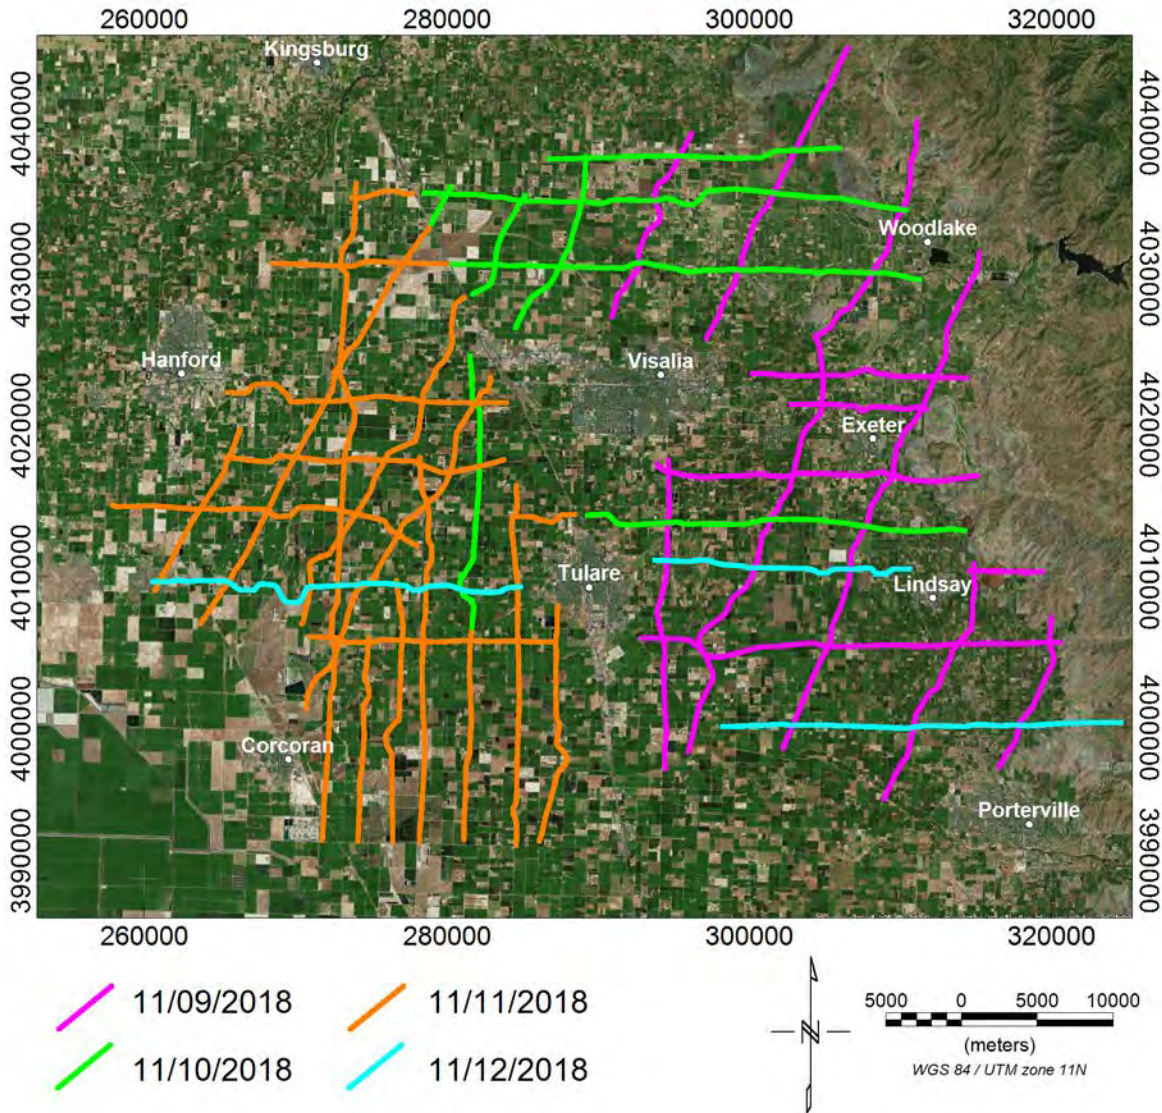 260000 280000 300000 320000
Kingsburg
4040000 4040000
Woodlake
4030000 4030000
Hanford Visalia
4020000 4020000
Exeter
4010000 4010000
Tulare Lindsay
4000000 4000000
Corcoran
Porterville
3990000 3990000
260000 280000 300000 320000
11/09/2018 11/11/2018
11/10/2018 11/12/2018
N
5000 0 5000 10000
(meters)
WGS 84 / UTM zone 11N